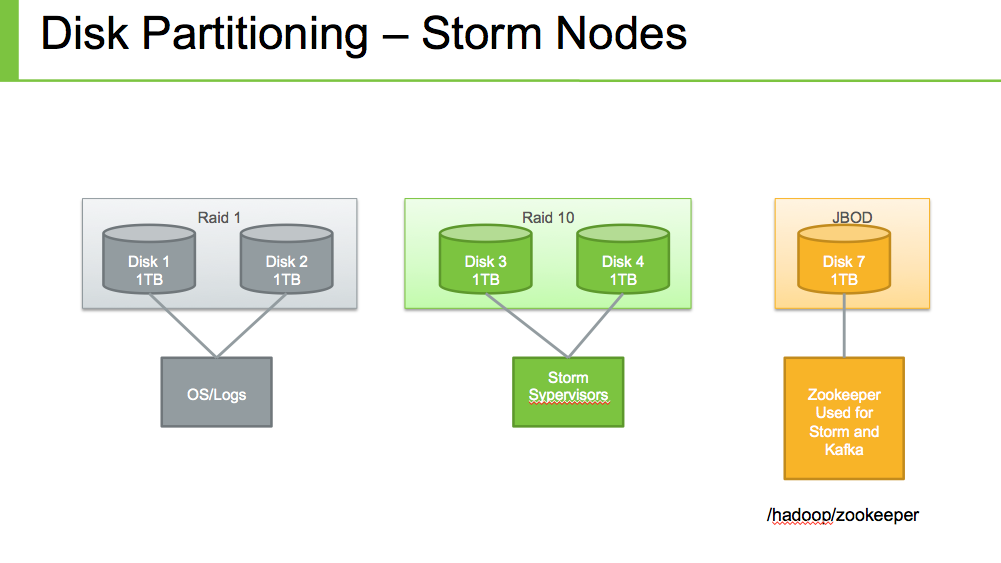 Disk Partitioning – Storm Nodes
Raid 1
Disk 1
1TB
Disk 2
1TB
OS/Logs
Raid 10
Disk 3
1TB
Disk 4
1TB
Storm
Sypervisors
JBOD
Disk 7
1TB
Zookeeper
Used for
Storm and
Kafka
/hadoop/zookeeper